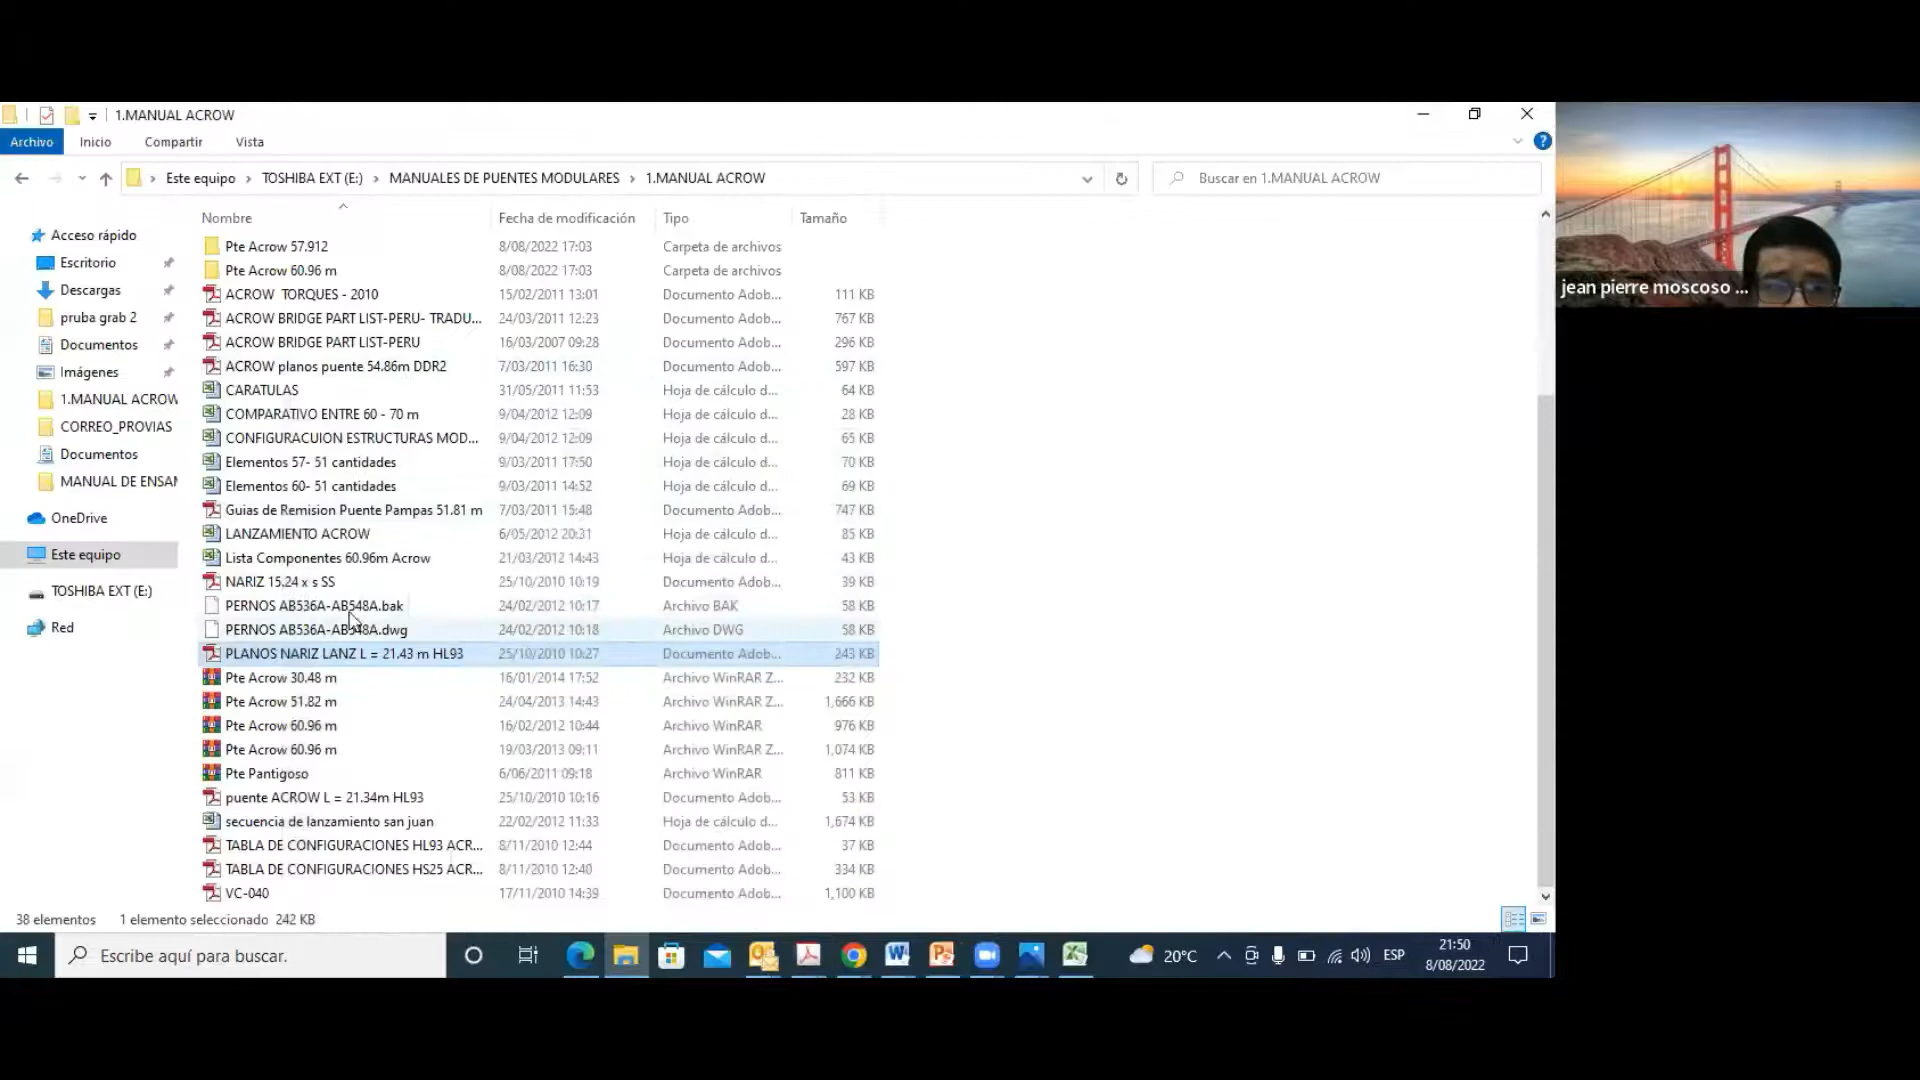 1.MANUAL ACROW
Archivo Inicio Compartir Vista
Este equipo > TOSHIBA EXT (E:) > MANUALES DE PUENTES MODULARES > 1.MANUAL ACROW
Buscar en 1.MANUAL ACROW
Acceso rápido
Escritorio
Descargas
pruba grab 2
Documentos
Imágenes
1.MANUAL ACROW
CORREO_PROVIAS
Documentos
MANUAL DE ENSAM
OneDrive
Este equipo
TOSHIBA EXT (E:)
Red
Nombre Fecha de modificación Tipo Tamaño
Pte Acrow 57.912 8/08/2022 17:03 Carpeta de archivos
Pte Acrow 60.96 m 8/08/2022 17:03 Carpeta de archivos
ACROW TORQUES - 2010 15/02/2011 13:01 Documento Adob... 111 KB
ACROW BRIDGE PART LIST-PERU- TRADU... 24/03/2011 12:23 Documento Adob... 767 KB
ACROW BRIDGE PART LIST-PERU 16/03/2007 09:28 Documento Adob... 296 KB
ACROW planos puente 54.86m DDR2 7/03/2011 16:30 Documento Adob... 597 KB
CARATULAS 31/05/2011 11:53 Hoja de cálculo d... 64 KB
COMPARATIVO ENTRE 60 - 70 m 9/04/2012 12:09 Hoja de cálculo d... 28 KB
CONFIGURACUION ESTRUCTURAS MOD... 9/04/2012 12:09 Hoja de cálculo d... 65 KB
Elementos 57- 51 cantidades 9/03/2011 17:50 Hoja de cálculo d... 70 KB
Elementos 60- 51 cantidades 9/03/2011 14:52 Hoja de cálculo d... 69 KB
Guias de Remision Puente Pampas 51.81 m 7/03/2011 15:48 Documento Adob... 747 KB
LANZAMIENTO ACROW 6/05/2012 20:31 Hoja de cálculo d... 85 KB
Lista Componentes 60.96m Acrow 21/03/2012 14:43 Hoja de cálculo d... 43 KB
NARIZ 15.24 x s SS 25/10/2010 10:19 Documento Adob... 39 KB
PERNOS AB536A-AB548A.bak 24/02/2012 10:17 Archivo BAK 58 KB
PERNOS AB536A-AB548A.dwg 24/02/2012 10:18 Archivo DWG 58 KB
PLANOS NARIZ LANZ L = 21.43 m HL93 25/10/2010 10:27 Documento Adob... 243 KB
Pte Acrow 30.48 m 16/01/2014 17:52 Archivo WinRAR Z... 232 KB
Pte Acrow 51.82 m 24/04/2013 14:43 Archivo WinRAR Z... 1,666 KB
Pte Acrow 60.96 m 16/02/2012 10:44 Archivo WinRAR 976 KB
Pte Acrow 60.96 m 19/03/2013 09:11 Archivo WinRAR Z... 1,074 KB
Pte Pantigoso 6/06/2011 09:18 Archivo WinRAR 811 KB
puente ACROW L = 21.34m HL93 25/10/2010 10:16 Documento Adob... 53 KB
secuencia de lanzamiento san juan 22/02/2012 11:33 Hoja de cálculo d... 1,674 KB
TABLA DE CONFIGURACIONES HL93 ACR... 8/11/2010 12:44 Documento Adob... 37 KB
TABLA DE CONFIGURACIONES HS25 ACR... 8/11/2010 12:40 Documento Adob... 334 KB
VC-040 17/11/2010 14:39 Documento Adob... 1,100 KB
38 elementos 1 elemento seleccionado 242 KB
Escribe aquí para buscar.
20°C
ESP
21:50
8/08/2022
jean pierre moscoso ...